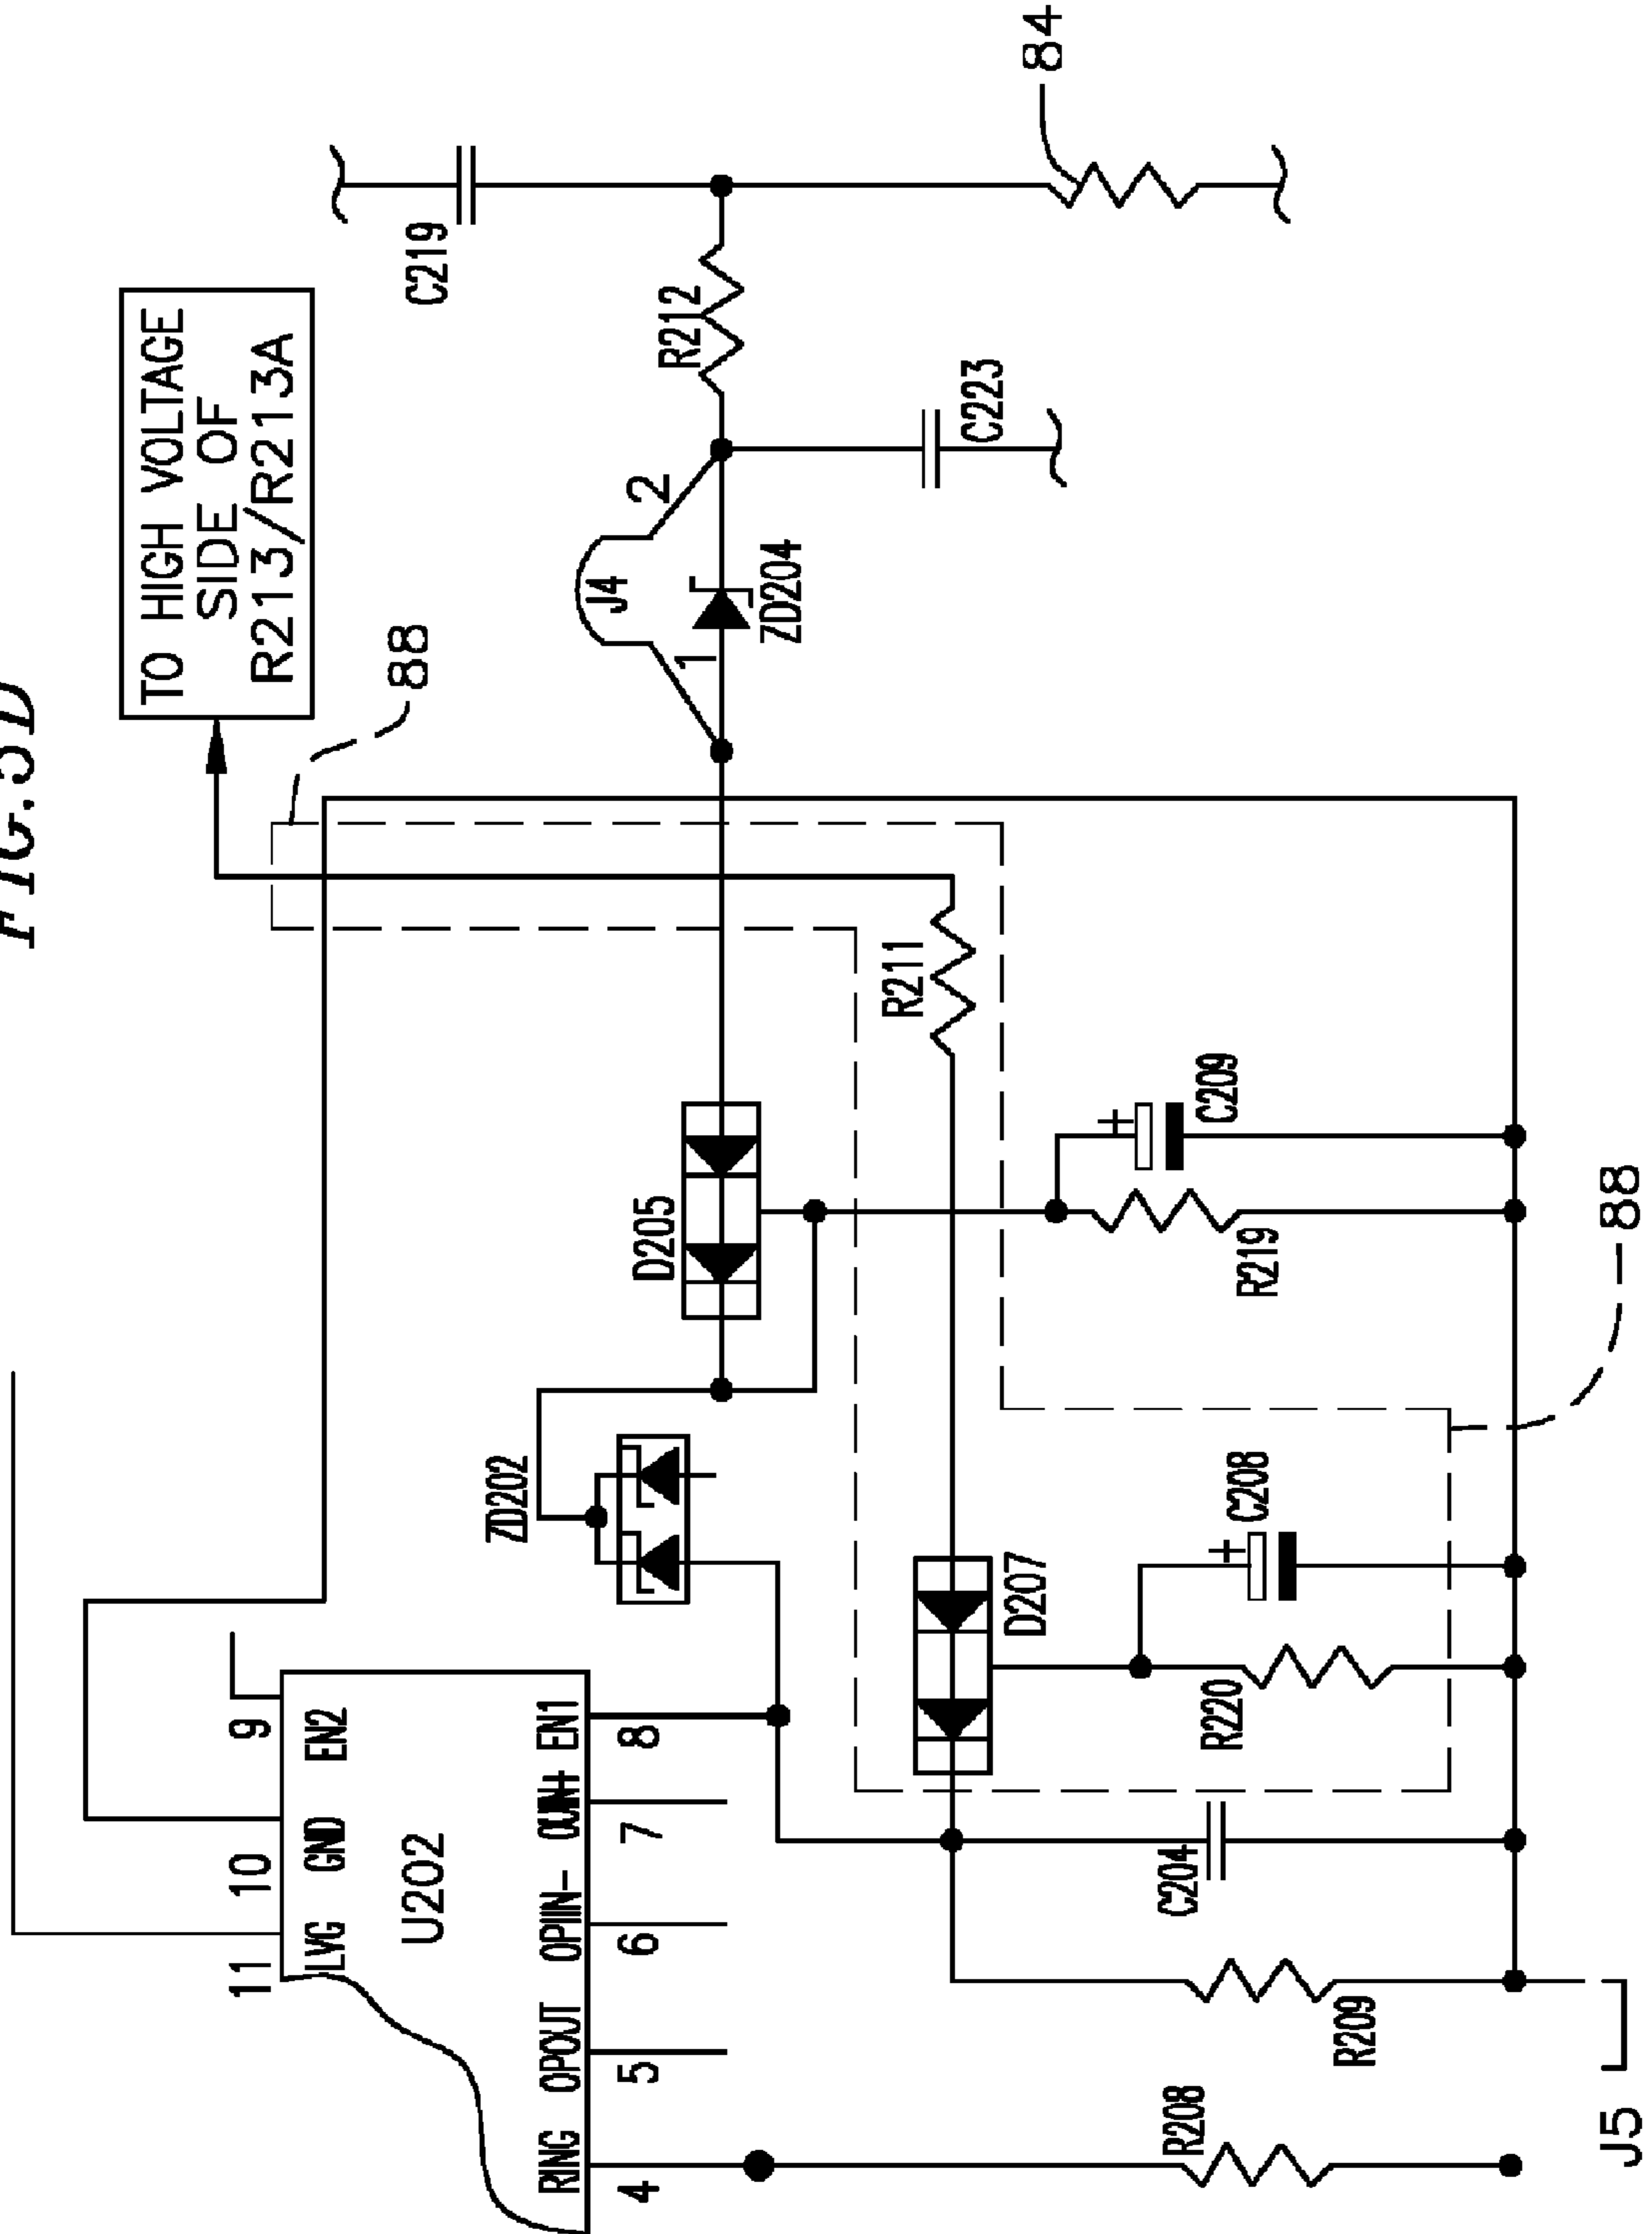 FIG.5D
TO HIGH VOLTAGE
SIDE OF
R213/R213A
84
C219
R212
88
2
J4
1
ZD204
C223
9
10
11
EN2
GND
LVG
U202
RING
OPOUT
OPIIN-
EN1
4
5
6
7
8
ZD202
D205
R211
D207
C209
R219
C208
R220
88
C204
R209
R208
J5